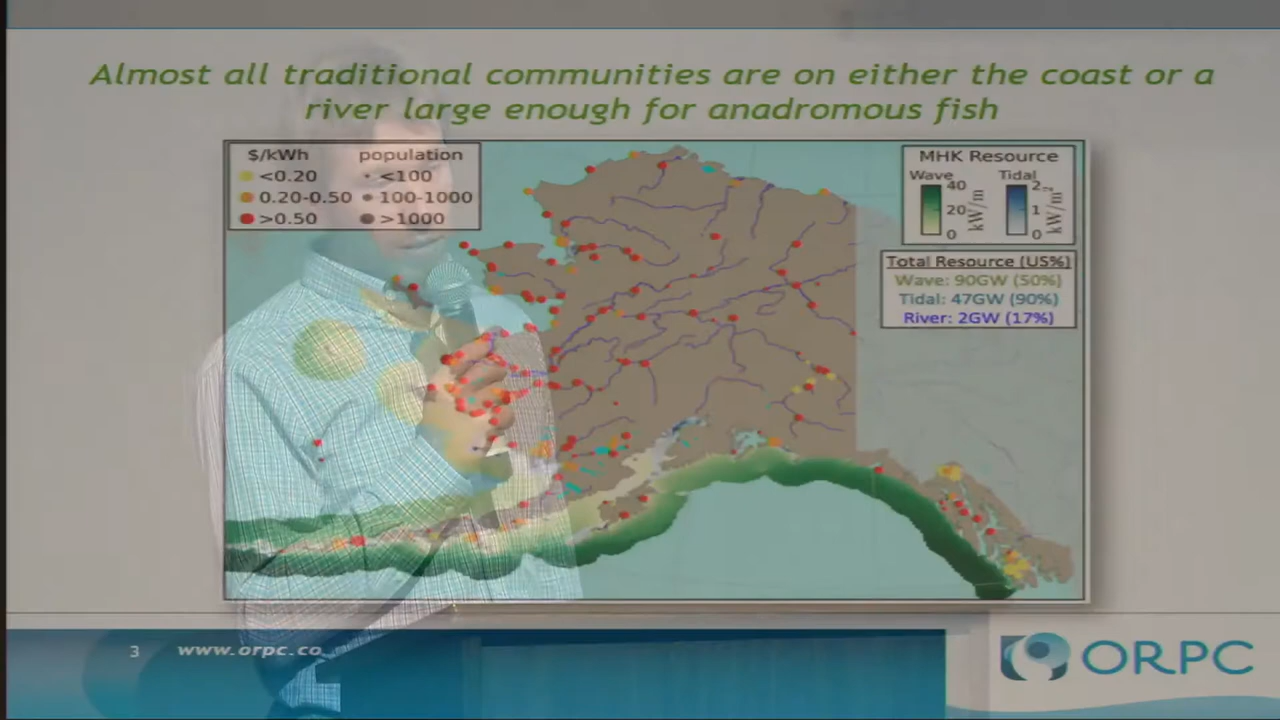 Almost all traditional communities are on either the coast or a
river large enough for anadromous fish
$/kWh population
<0.20 <100
0.20-0.50 100-1000
>0.50 >1000
MHK Resource
Wave Tidal
40 2
20 kW/m 1 kW/m²
0 0
Total Resource (US%)
Wave: 90GW (50%)
Tidal: 47GW (90%)
River: 2GW (17%)
3 www.orpc.co
ORPC